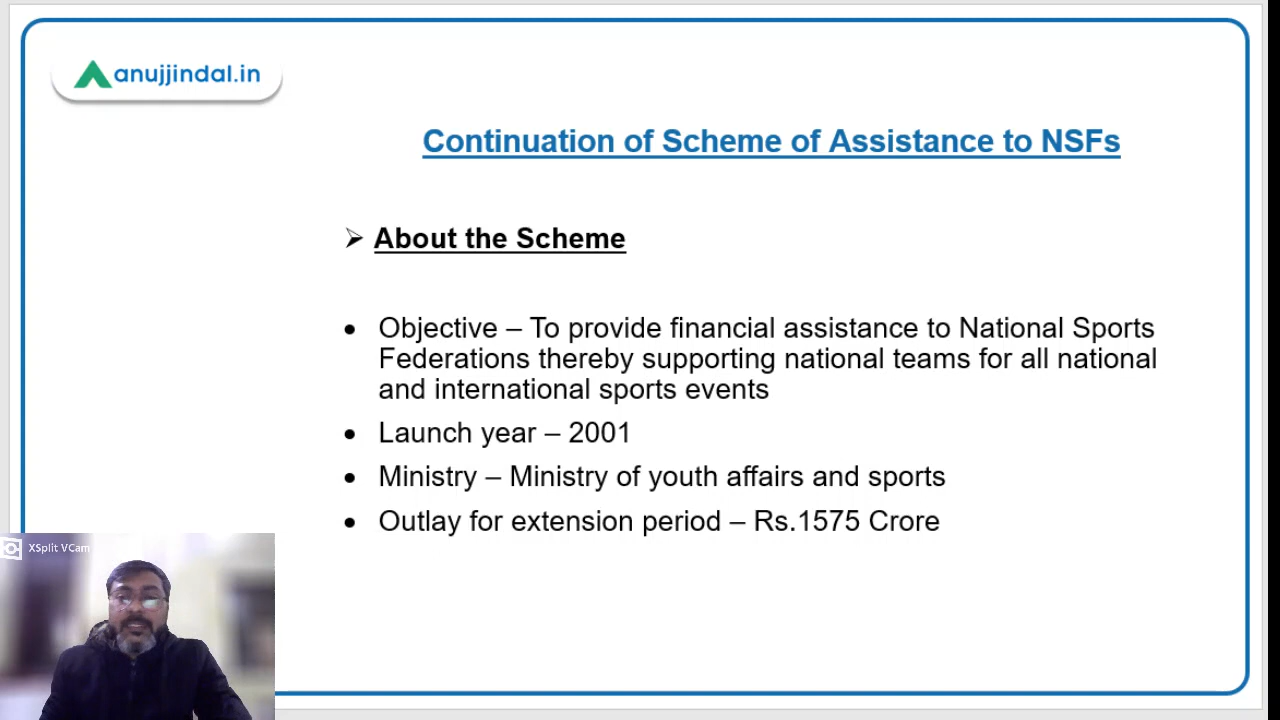 anujjindal.in
Continuation of Scheme of Assistance to NSFs
➢ About the Scheme
• Objective – To provide financial assistance to National Sports
Federations thereby supporting national teams for all national
and international sports events
• Launch year – 2001
• Ministry – Ministry of youth affairs and sports
• Outlay for extension period – Rs.1575 Crore
XSplit VCam